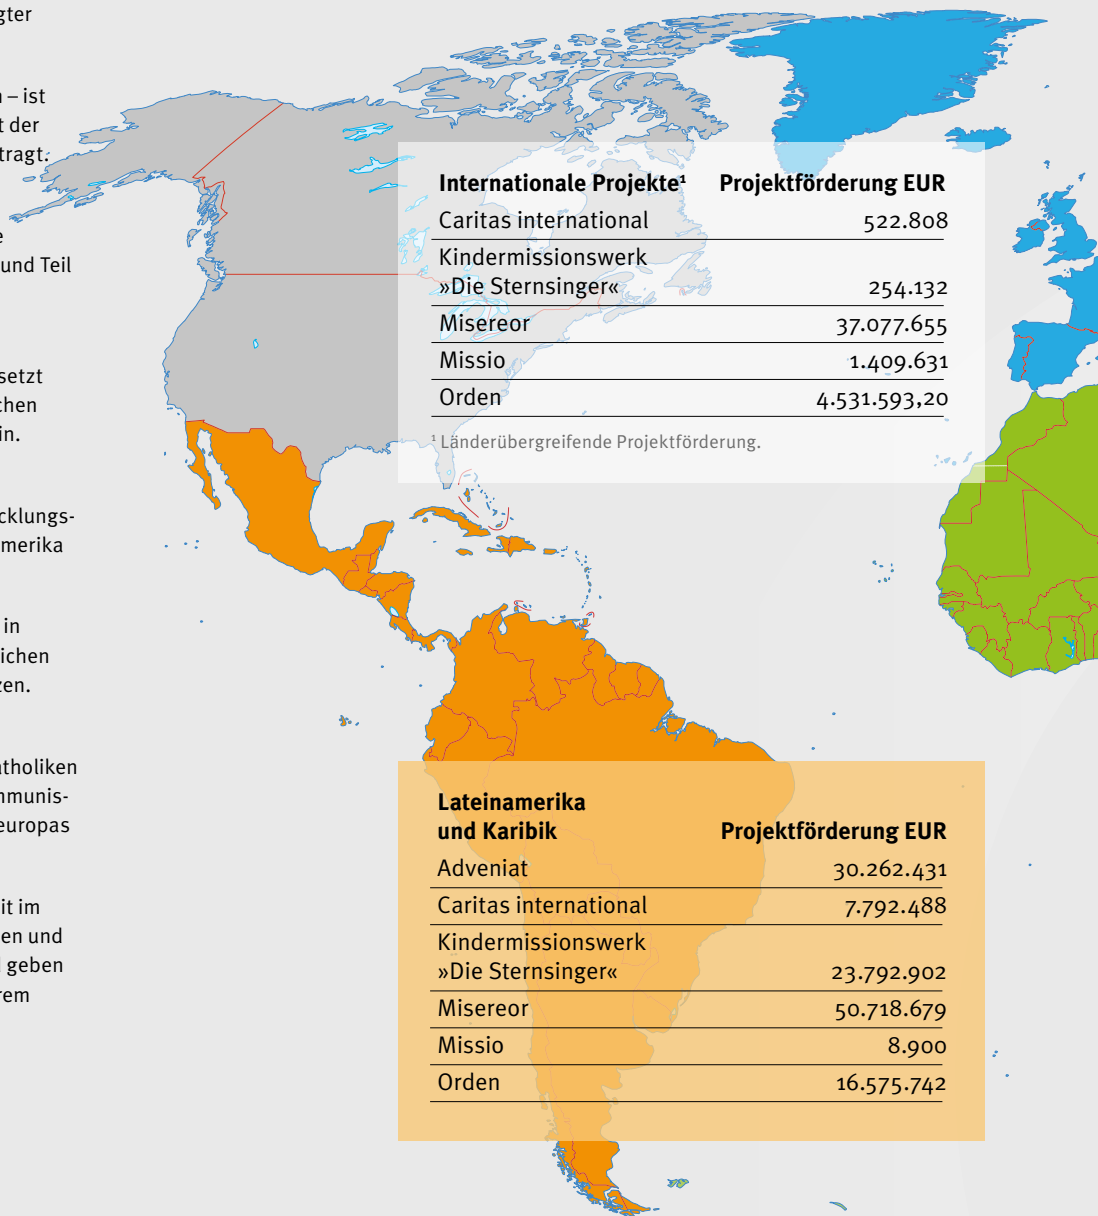 gter
n – ist
t der
tragt.
e
und Teil
setzt
chen
in.
cklungs-
merika
in
ichen
zen.
atholiken
mmunis-
europas
it im
en und
d geben
rem
Internationale Projekte¹ Projektförderung EUR
Caritas international 522.808
Kindermissionswerk
»Die Sternsinger« 254.132
Misereor 37.077.655
Missio 1.409.631
Orden 4.531.593,20
¹ Länderübergreifende Projektförderung.
Lateinamerika
und Karibik Projektförderung EUR
Adveniat 30.262.431
Caritas international 7.792.488
Kindermissionswerk
»Die Sternsinger« 23.792.902
Misereor 50.718.679
Missio 8.900
Orden 16.575.742